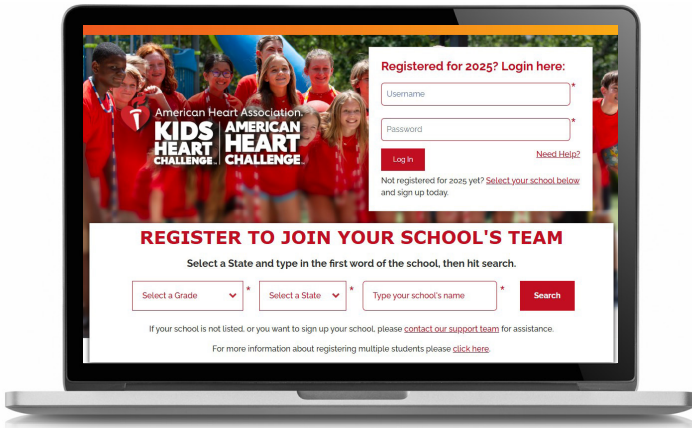 American Heart Association.
KIDS HEART CHALLENGE™
AMERICAN HEART CHALLENGE™
Registered for 2025? Login here:
Username *
Password *
Log In
Need Help?
Not registered for 2025 yet? Select your school below
and sign up today.
REGISTER TO JOIN YOUR SCHOOL'S TEAM
Select a State and type in the first word of the school, then hit search.
Select a Grade * Select a State * Type your school's name * Search
If your school is not listed, or you want to sign up your school, please contact our support team for assistance.
For more information about registering multiple students please click here.